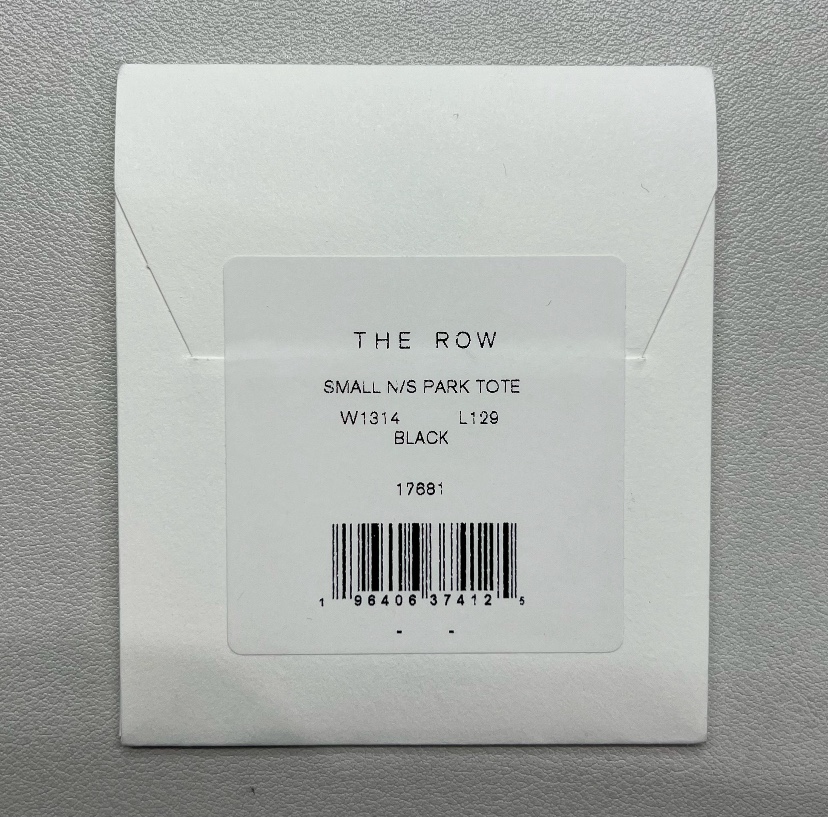 THE ROW
SMALL N/S PARK TOTE
W1314 L129
BLACK
17681
1 96406 37412 5
- -